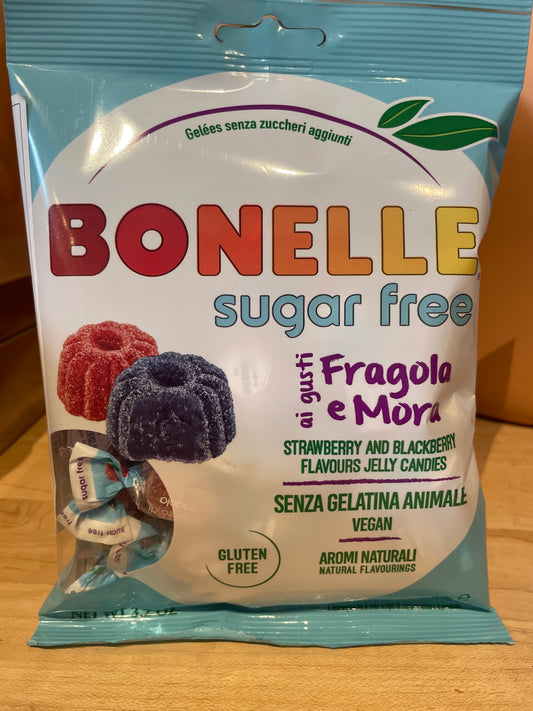 Gelées senza zuccheri aggiunti
BONELLE
sugar free
ai gusti
Fragola
e Mora
STRAWBERRY AND BLACKBERRY
FLAVOURS JELLY CANDIES
SENZA GELATINA ANIMALE
VEGAN
GLUTEN
FREE
AROMI NATURALI
NATURAL FLAVOURINGS
sugar free
free
sugar free
NET WT. 3.2 OZ